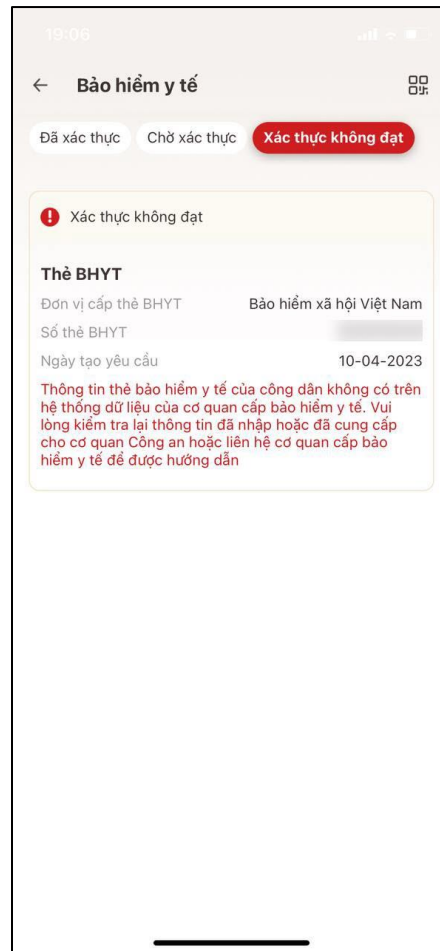 19:06
Bảo hiểm y tế
Đã xác thực Chờ xác thực Xác thực không đạt
Xác thực không đạt
Thẻ BHYT
Đơn vị cấp thẻ BHYT Bảo hiểm xã hội Việt Nam
Số thẻ BHYT
Ngày tạo yêu cầu 10-04-2023
Thông tin thẻ bảo hiểm y tế của công dân không có trên
hệ thống dữ liệu của cơ quan cấp bảo hiểm y tế. Vui
lòng kiểm tra lại thông tin đã nhập hoặc đã cung cấp
cho cơ quan Công an hoặc liên hệ cơ quan cấp bảo
hiểm y tế để được hướng dẫn